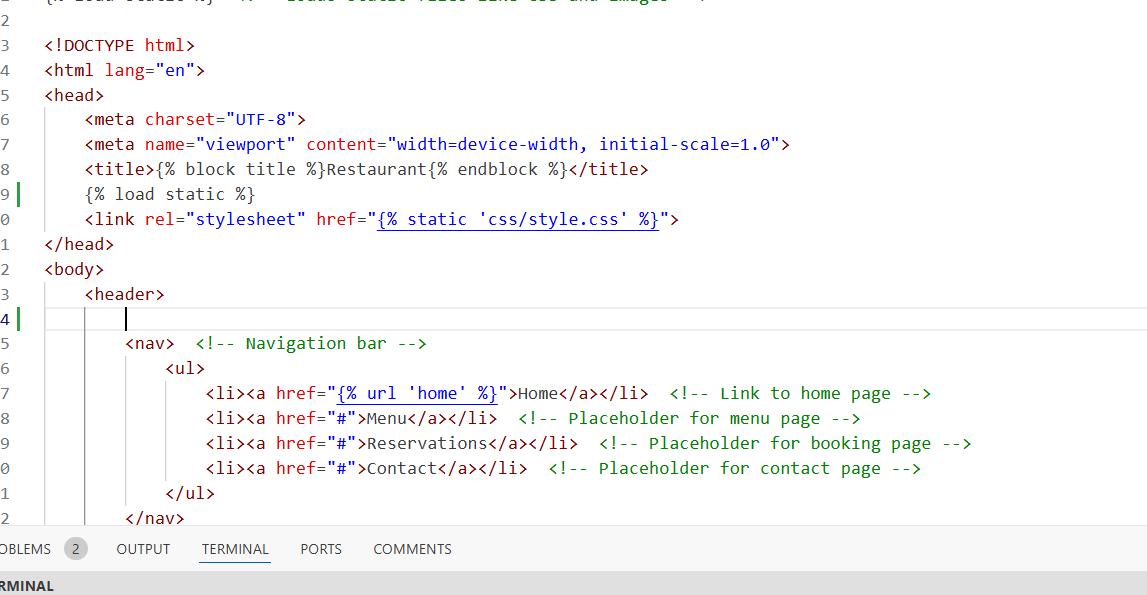 2
3 <!DOCTYPE html>
4 <html lang="en">
5 <head>
6 <meta charset="UTF-8">
7 <meta name="viewport" content="width=device-width, initial-scale=1.0">
8 <title>{% block title %}Restaurant{% endblock %}</title>
9 {% load static %}
0 <link rel="stylesheet" href="{% static 'css/style.css' %}">
1 </head>
2 <body>
3 <header>
4
5 <nav> <!-- Navigation bar -->
6 <ul>
7 <li><a href="{% url 'home' %}">Home</a></li> <!-- Link to home page -->
8 <li><a href="#">Menu</a></li> <!-- Placeholder for menu page -->
9 <li><a href="#">Reservations</a></li> <!-- Placeholder for booking page -->
0 <li><a href="#">Contact</a></li> <!-- Placeholder for contact page -->
1 </ul>
2 </nav>
OBLEMS 2 OUTPUT TERMINAL PORTS COMMENTS
RMINAL